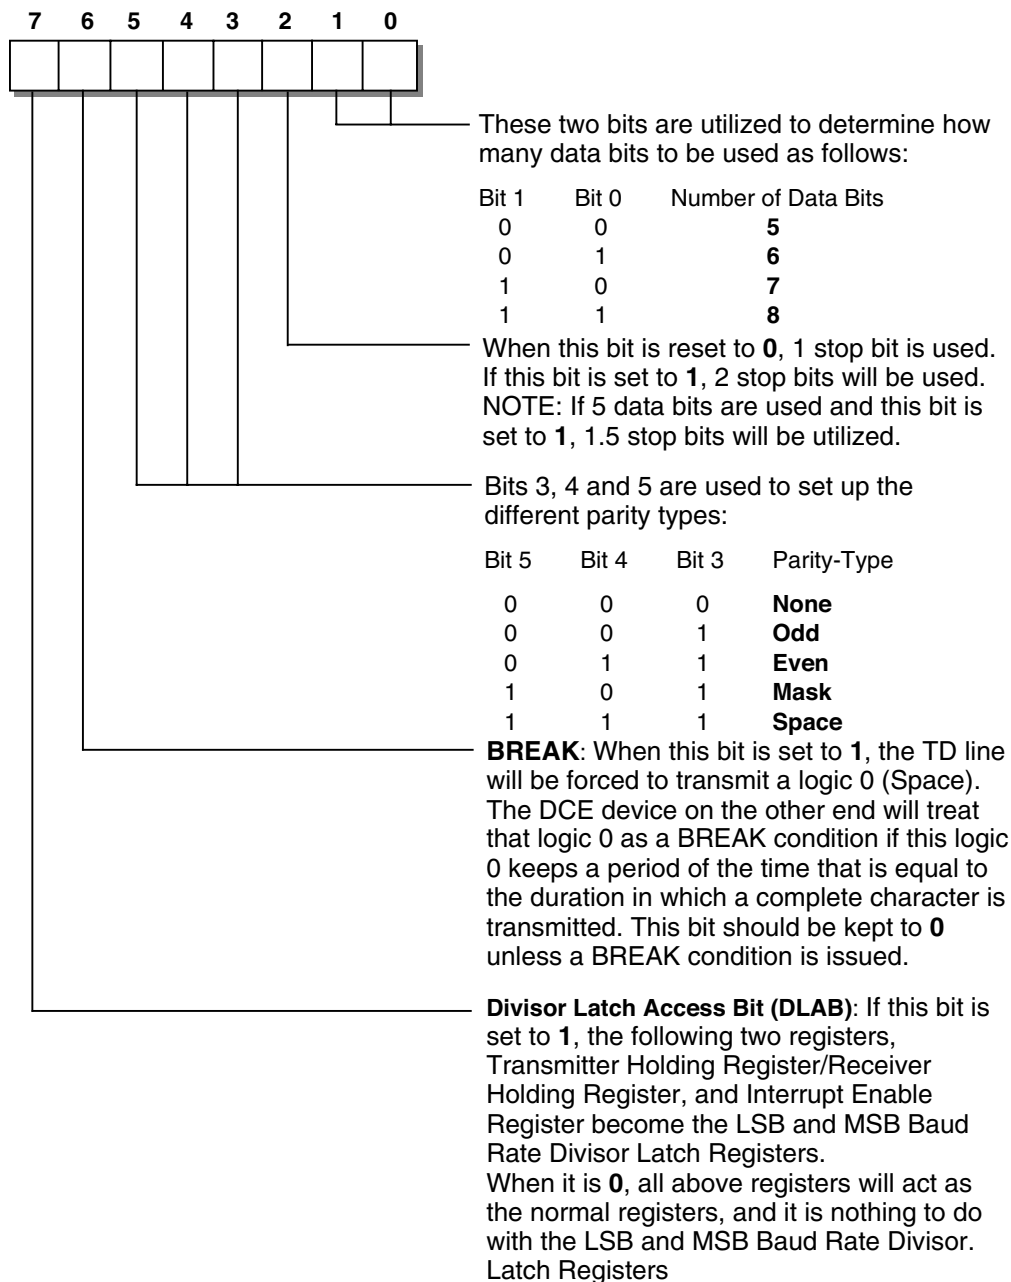 7 6 5 4 3 2 1 0
These two bits are utilized to determine how
many data bits to be used as follows:
Bit 1 Bit 0 Number of Data Bits
0 0 5
0 1 6
1 0 7
1 1 8
When this bit is reset to 0, 1 stop bit is used.
If this bit is set to 1, 2 stop bits will be used.
NOTE: If 5 data bits are used and this bit is
set to 1, 1.5 stop bits will be utilized.
Bits 3, 4 and 5 are used to set up the
different parity types:
Bit 5 Bit 4 Bit 3 Parity-Type
0 0 0 None
0 0 1 Odd
0 1 1 Even
1 0 1 Mask
1 1 1 Space
BREAK: When this bit is set to 1, the TD line
will be forced to transmit a logic 0 (Space).
The DCE device on the other end will treat
that logic 0 as a BREAK condition if this logic
0 keeps a period of the time that is equal to
the duration in which a complete character is
transmitted. This bit should be kept to 0
unless a BREAK condition is issued.
Divisor Latch Access Bit (DLAB): If this bit is
set to 1, the following two registers,
Transmitter Holding Register/Receiver
Holding Register, and Interrupt Enable
Register become the LSB and MSB Baud
Rate Divisor Latch Registers.
When it is 0, all above registers will act as
the normal registers, and it is nothing to do
with the LSB and MSB Baud Rate Divisor.
Latch Registers